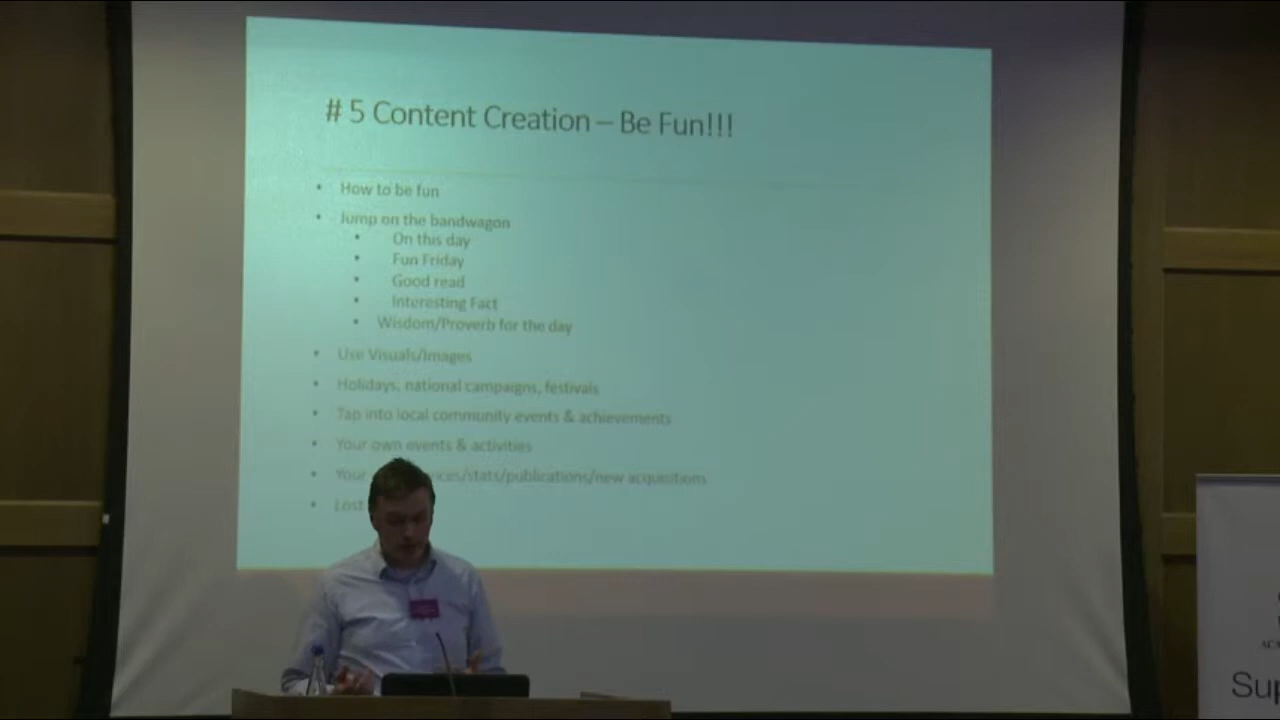 # 5 Content Creation – Be Fun!!!
• How to be fun
• Jump on the bandwagon
• On this day
• Fun Friday
• Good read
• Interesting Fact
• Wisdom/Proverb for the day
• Use Visuals/Images
• Holidays, national campaigns, festivals
• Tap into local community events & achievements
• Your own events & activities
• Your ces/stats/publications/new acquisitions
• Lost
ACA
Sup